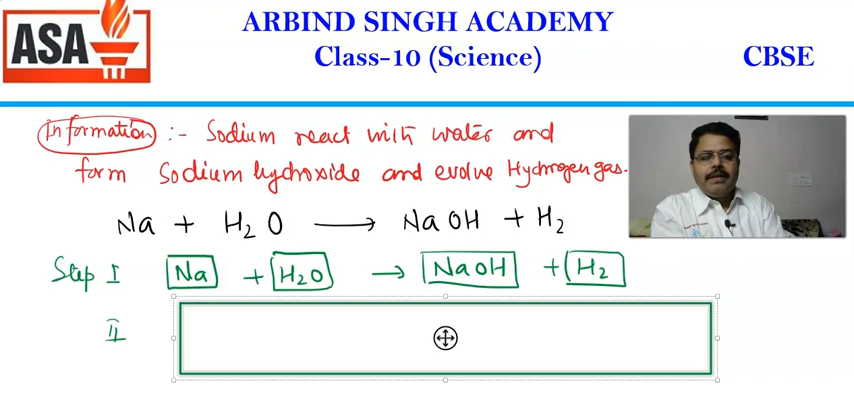 ASA
ARBIND SINGH ACADEMY
Class-10 (Science)
CBSE
Information :- Sodium react with water and
form Sodium hydroxide and evolve Hydrogen gas.
Na + H₂O → NaOH + H₂
Step I Na + H₂O → NaOH + H₂
II